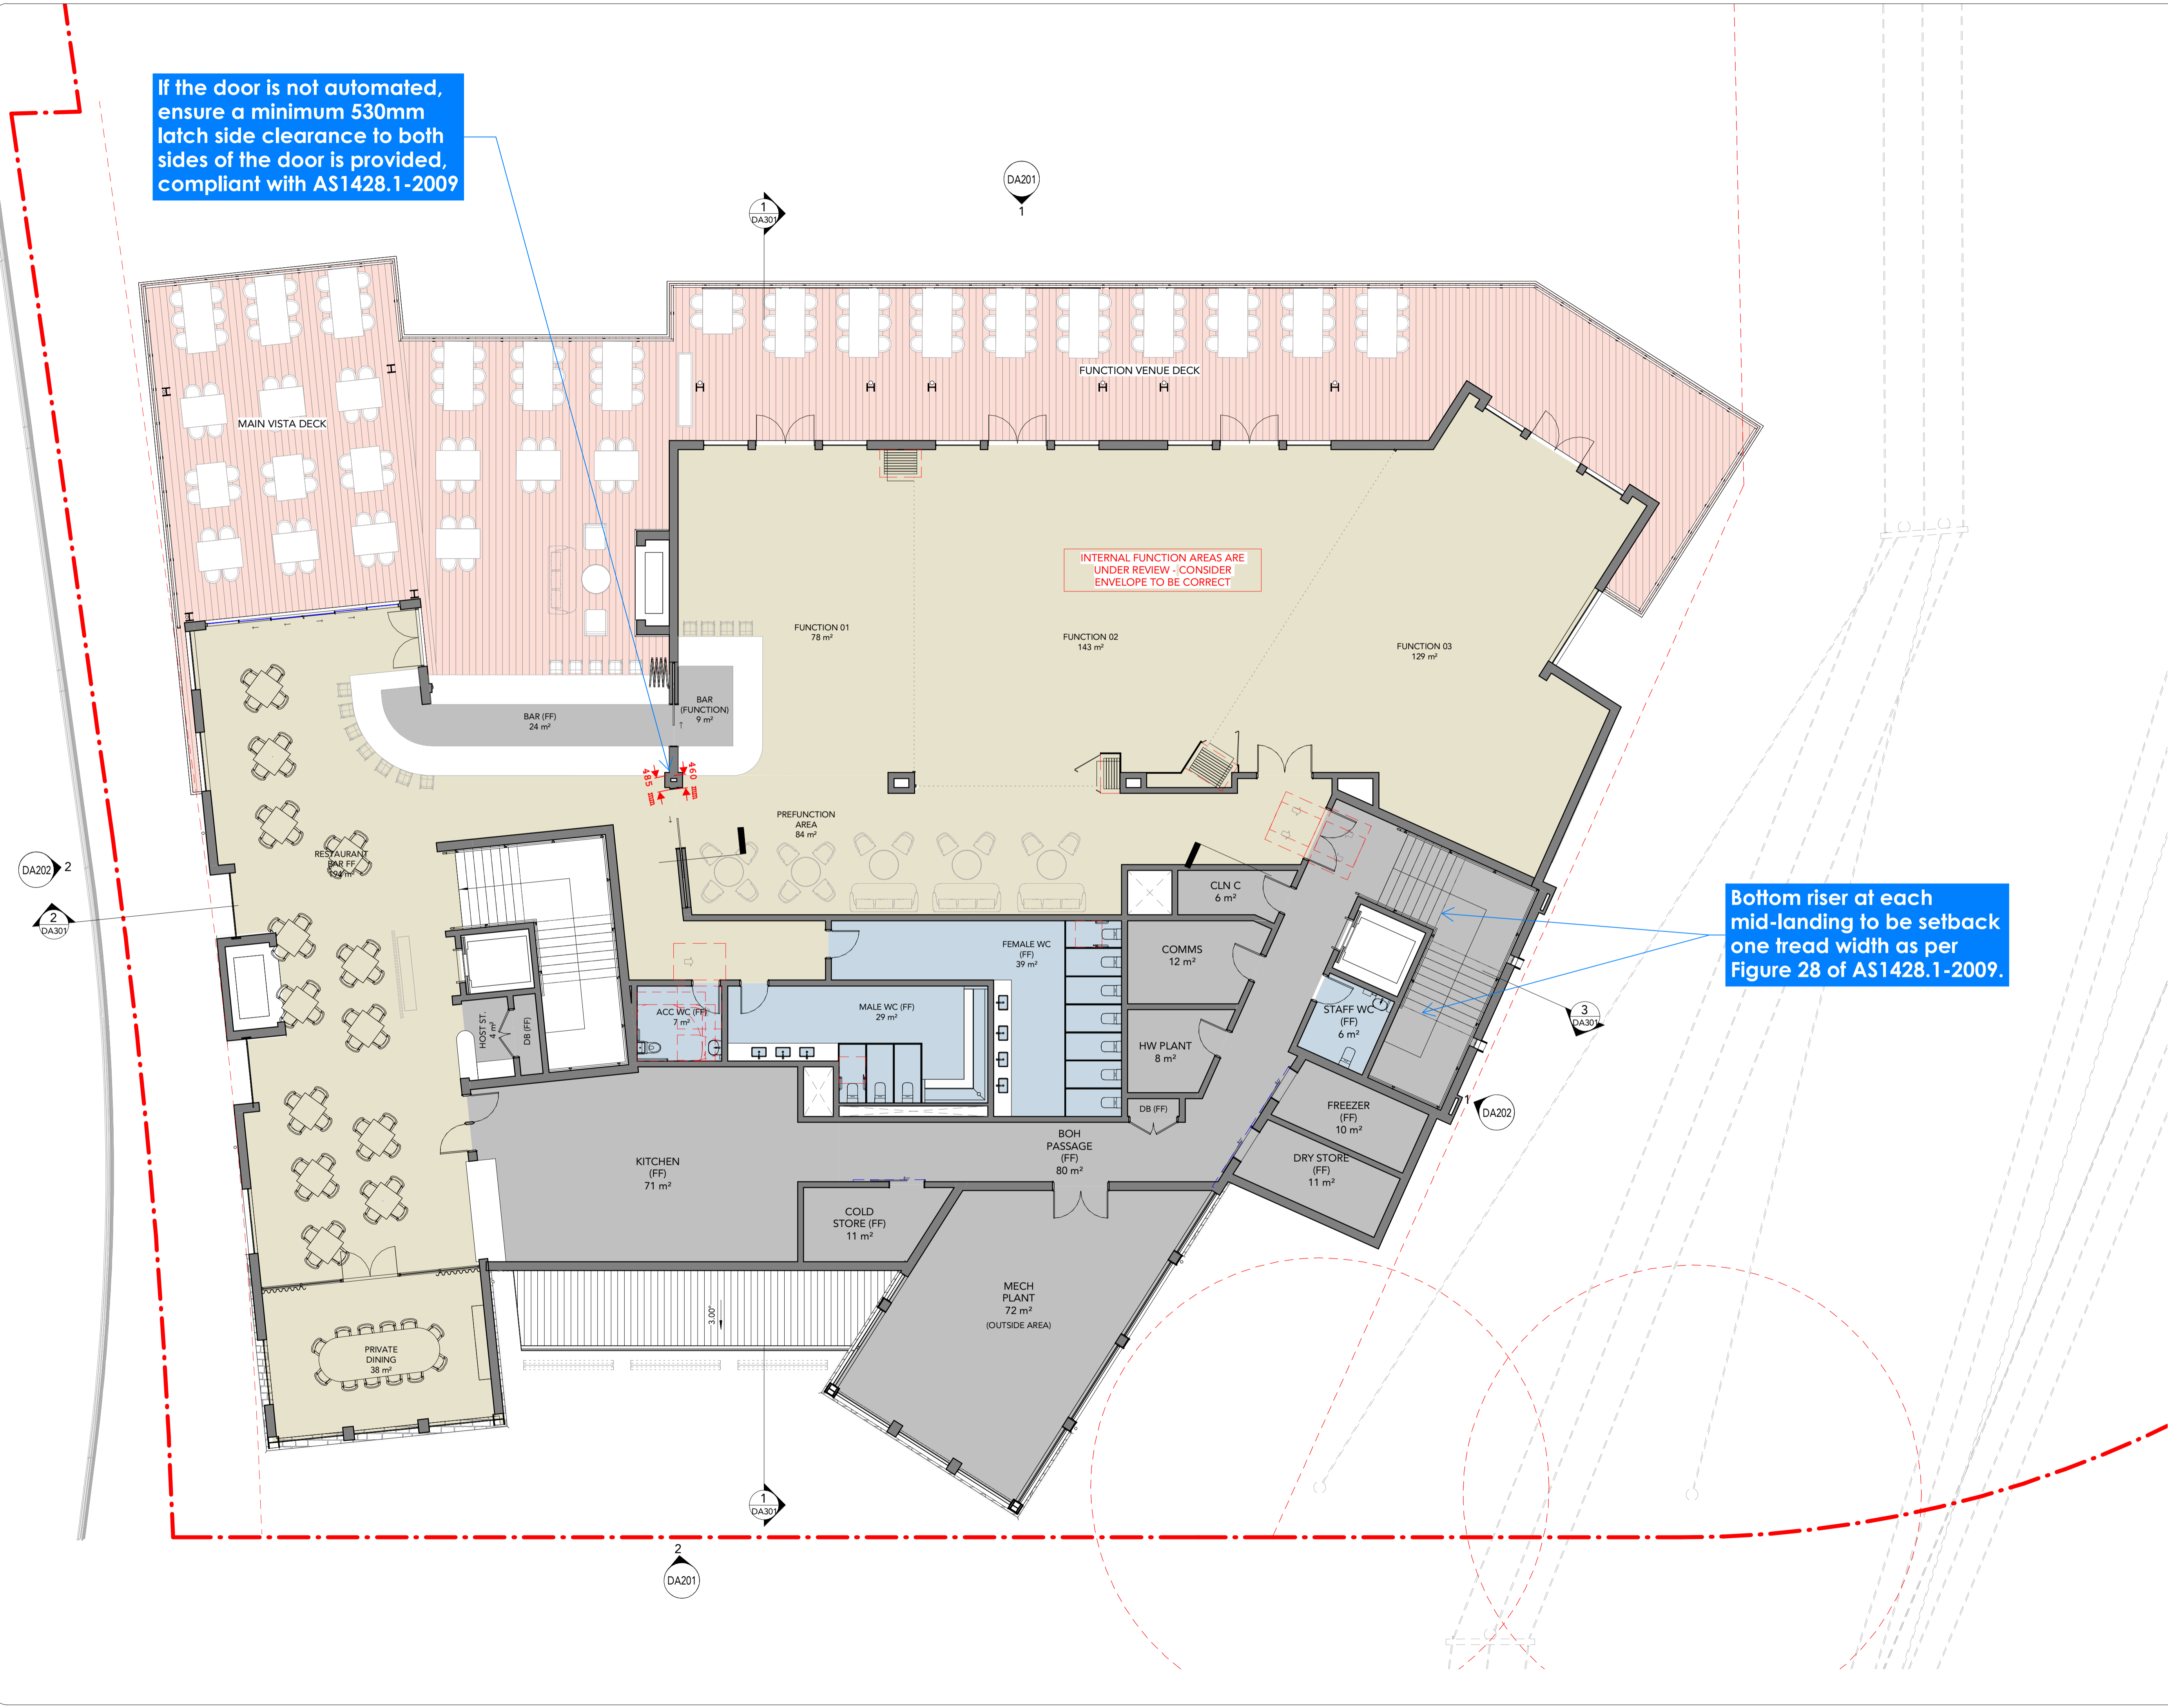 If the door is not automated,
ensure a minimum 530mm
latch side clearance to both
sides of the door is provided,
compliant with AS1428.1-2009
DA201
1
1
DA301
FUNCTION VENUE DECK
MAIN VISTA DECK
INTERNAL FUNCTION AREAS ARE
UNDER REVIEW - CONSIDER
ENVELOPE TO BE CORRECT
FUNCTION 01
78 m²
FUNCTION 02
143 m²
FUNCTION 03
129 m²
BAR
(FUNCTION)
9 m²
BAR (FF)
24 m²
485 mm
460 mm
PREFUNCTION
AREA
84 m²
RESTAURANT
BAR FF
DA202
2
2
DA301
CLN C
6 m²
Bottom riser at each
mid-landing to be setback
one tread width as per
Figure 28 of AS1428.1-2009.
FEMALE WC
(FF)
39 m²
COMMS
12 m²
ACC WC (FF)
7 m²
MALE WC (FF)
29 m²
STAFF WC
(FF)
6 m²
3
DA301
HOST ST.
4 m²
DB (FF)
HW PLANT
8 m²
DB (FF)
FREEZER
(FF)
10 m²
1
DA202
BOH
PASSAGE
(FF)
80 m²
KITCHEN
(FF)
71 m²
DRY STORE
(FF)
11 m²
COLD
STORE (FF)
11 m²
MECH
PLANT
72 m²
(OUTSIDE AREA)
3.00°
PRIVATE
DINING
38 m²
1
DA301
2
DA201